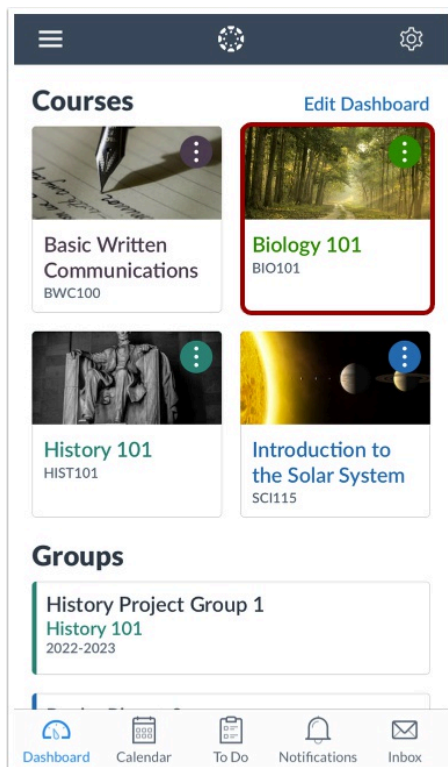 Courses
Edit Dashboard
Basic Written
Communications
BWC100
Biology 101
BIO101
History 101
HIST101
Introduction to
the Solar System
SCI115
Groups
History Project Group 1
History 101
2022-2023
Dashboard
Calendar
To Do
Notifications
Inbox